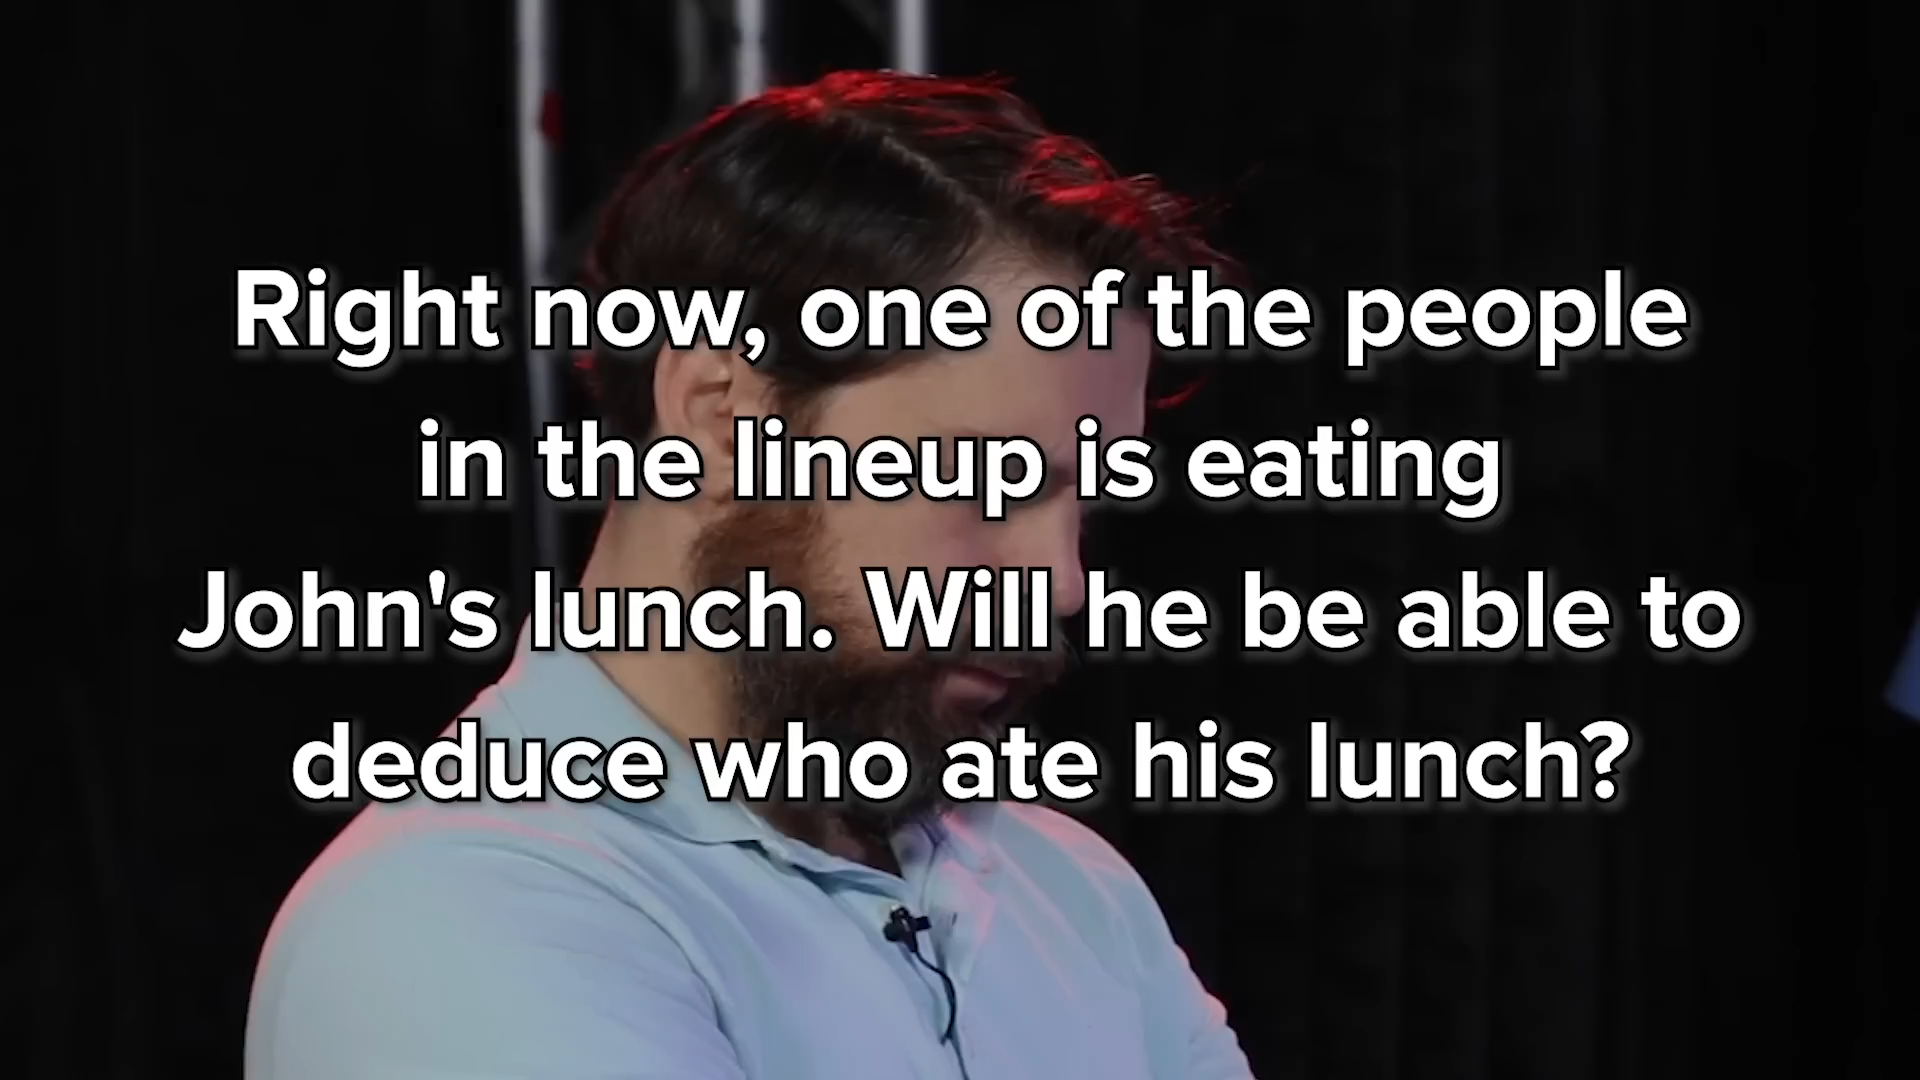 Right now, one of the people
in the lineup is eating
John's lunch. Will he be able to
deduce who ate his lunch?